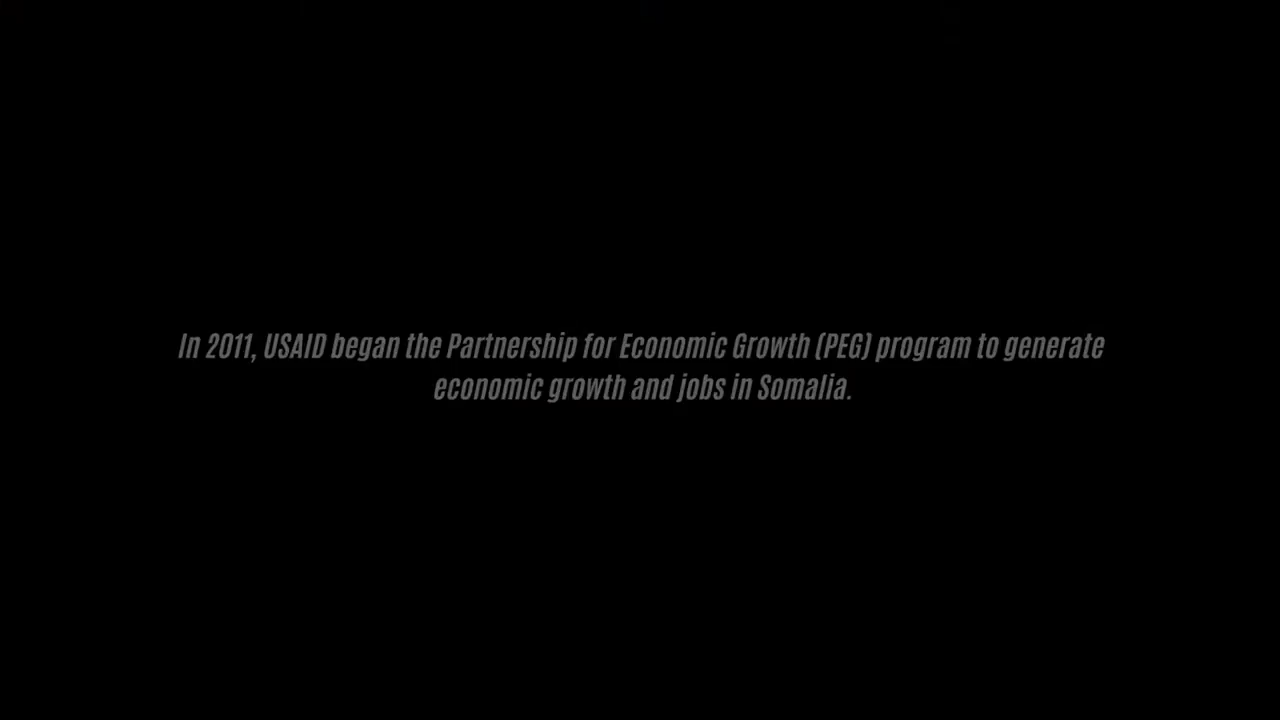 In 2011, USAID began the Partnership for Economic Growth (PEG) program to generate
economic growth and jobs in Somalia.